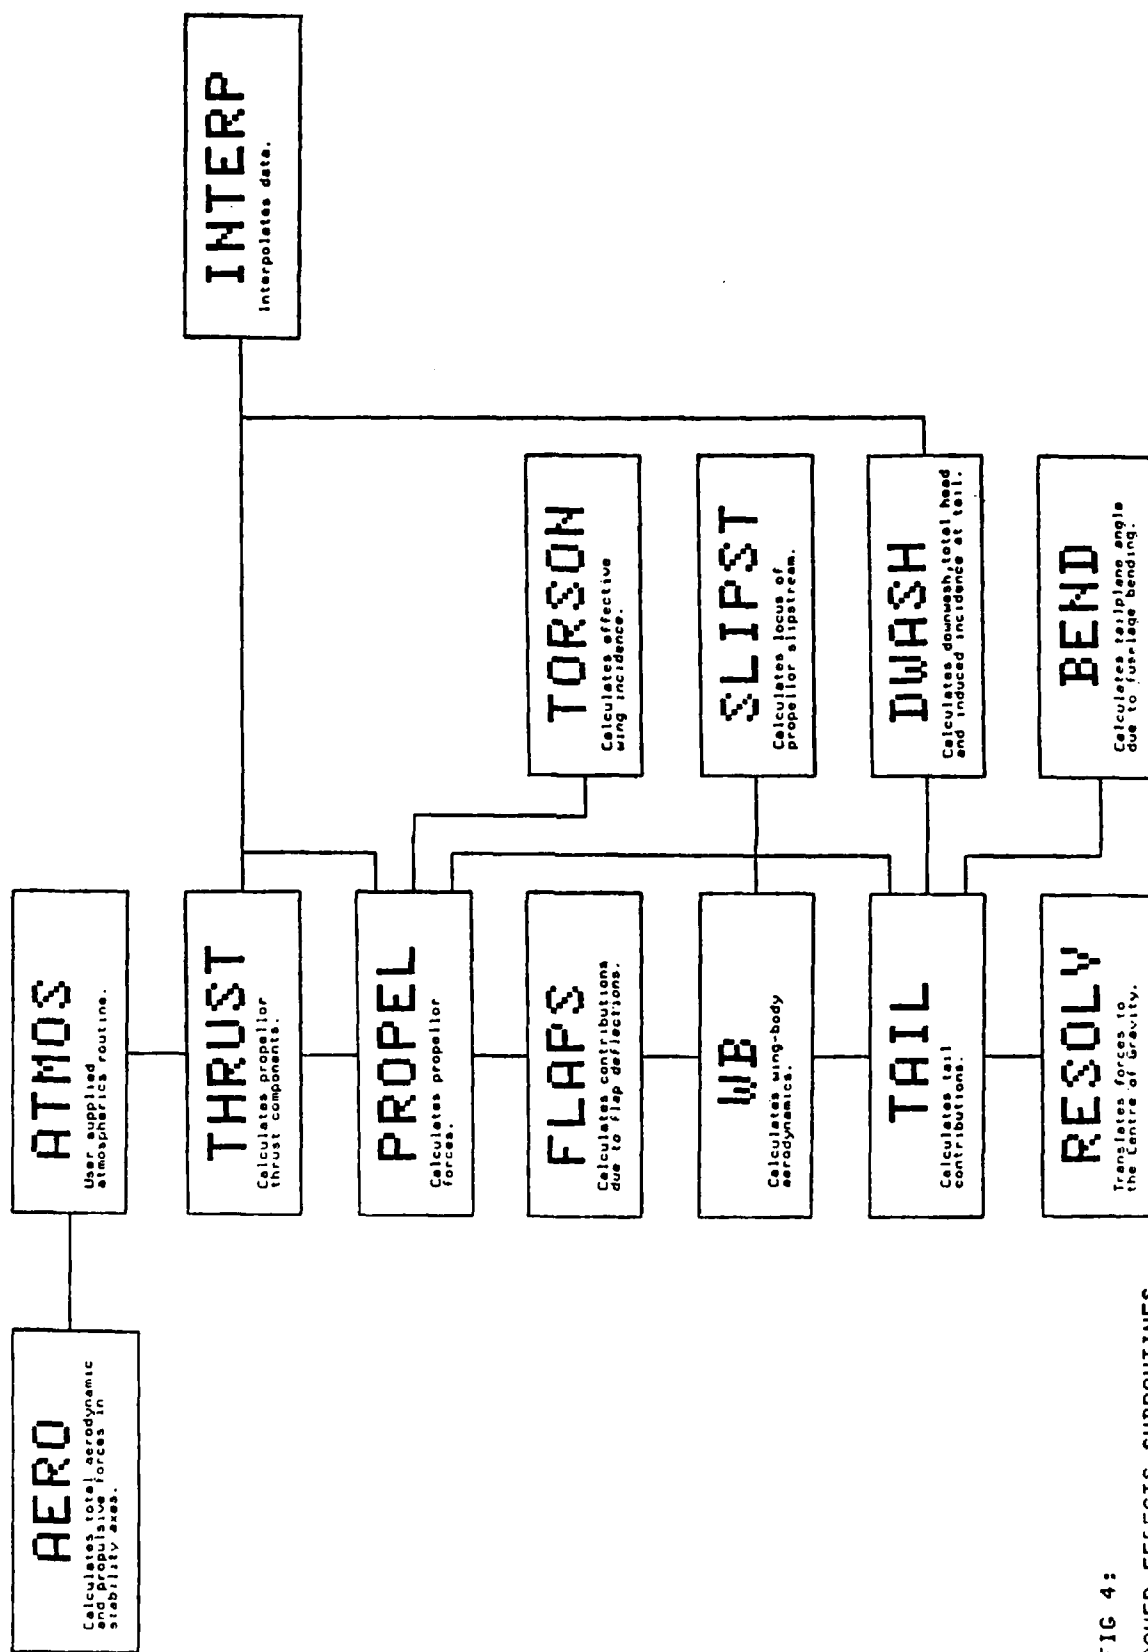 AERO
Calculates total aerodynamic
and propulsive forces in
stability axes.
ATMOS
User supplied
atmospherics routine.
THRUST
Calculates propellor
thrust components.
PROPEL
Calculates propellor
forces.
FLAPS
Calculates contributions
due to flap deflections.
WB
Calculates wing-body
aerodynamics.
TAIL
Calculates tail
contributions.
RESOLV
Translates forces to
the Centre of Gravity.
TORSON
Calculates effective
wing incidence.
SLIPST
Calculates locus of
propellor slipstream.
DWASH
Calculates downwash,total head
and induced incidence at tail.
BEND
Calculates tailplane angle
due to fuselage bending.
INTERP
Interpolates data.
FIG 4:
POWER EFFECTS SUBROUTINES